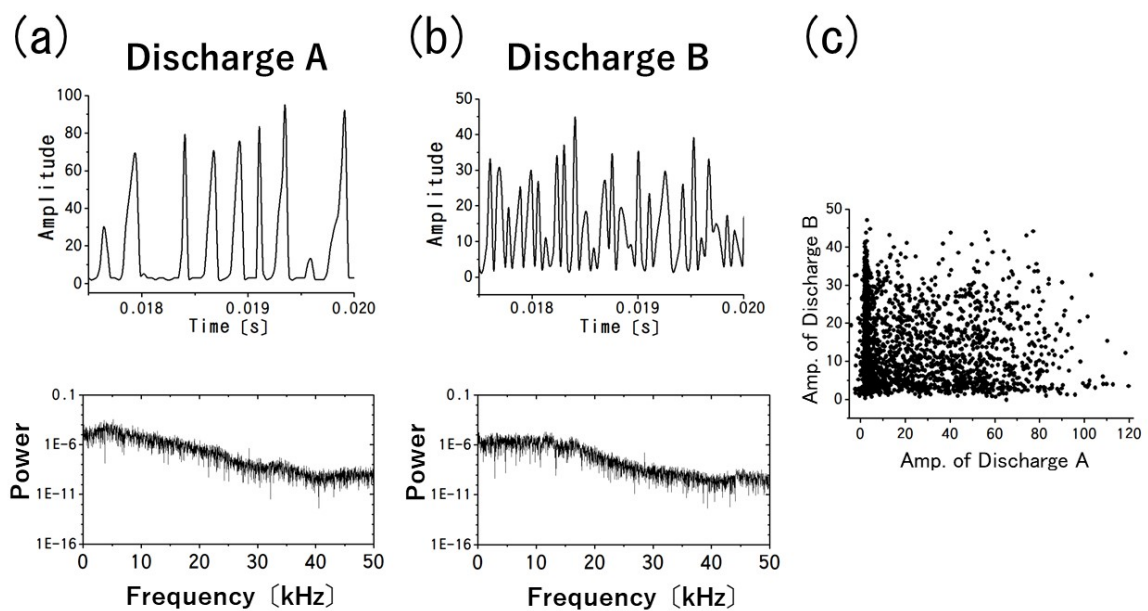 (a)
Discharge A
100
80
60
40
20
0
Amplitude
0.018
0.019
0.020
Time [s]
0.1
1E-6
1E-11
1E-16
Power
0
10
20
30
40
50
Frequency [kHz]
(b)
Discharge B
50
40
30
20
10
0
Amplitude
0.018
0.019
0.020
Time [s]
0.1
1E-6
1E-11
1E-16
Power
0
10
20
30
40
50
Frequency [kHz]
(c)
50
40
30
20
10
0
Amp. of Discharge B
0
20
40
60
80
100
120
Amp. of Discharge A